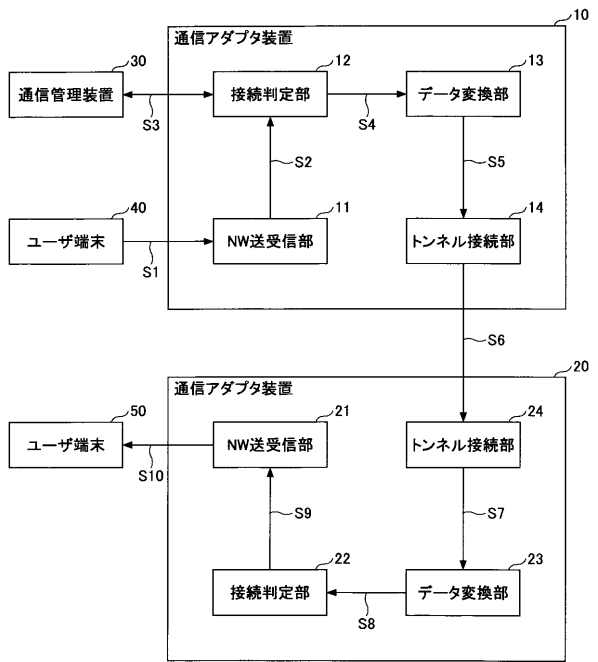 10
通信アダプタ装置
30
12
13
通信管理装置
接続判定部
データ変換部
S3
S4
S2
S5
40
11
14
ユーザ端末
NW送受信部
トンネル接続部
S1
S6
20
通信アダプタ装置
50
21
24
ユーザ端末
NW送受信部
トンネル接続部
S10
S9
S7
22
23
接続判定部
データ変換部
S8